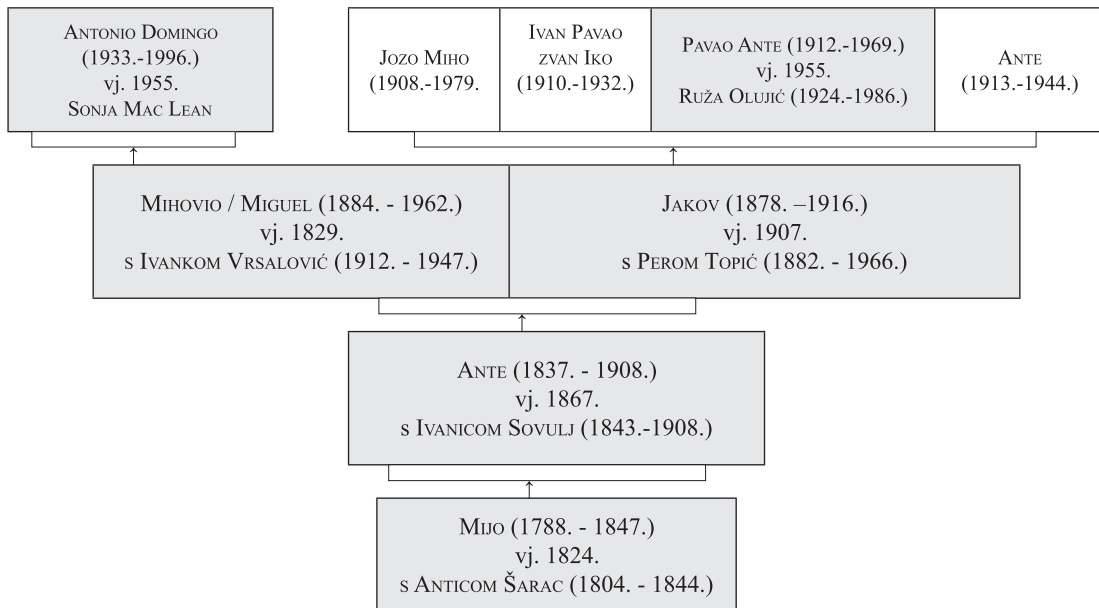 Antonio Domingo
(1933.-1996.)
vj. 1955.
Sonja Mac Lean
Jozo Miho
(1908.-1979.
Ivan Pavao
zvan Iko
(1910.-1932.)
Pavao Ante (1912.-1969.)
vj. 1955.
Ruža Olujić (1924.-1986.)
Ante
(1913.-1944.)
Mihovio / Miguel (1884. - 1962.)
vj. 1829.
s Ivankom Vrsalović (1912. - 1947.)
Jakov (1878. –1916.)
vj. 1907.
s Perom Topić (1882. - 1966.)
Ante (1837. - 1908.)
vj. 1867.
s Ivanicom Sovulj (1843.-1908.)
Mijo (1788. - 1847.)
vj. 1824.
s Anticom Šarac (1804. - 1844.)